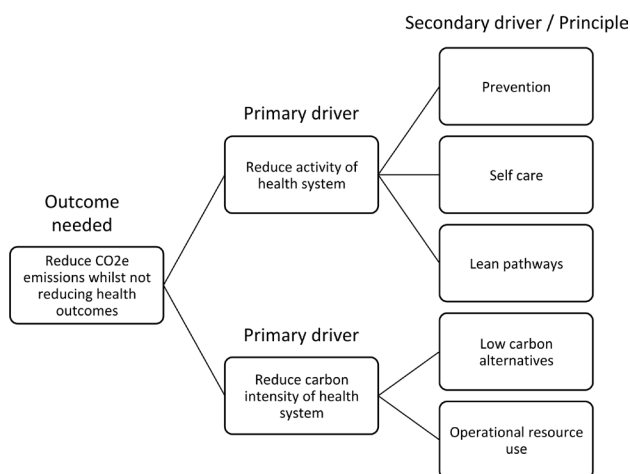 Secondary driver / Principle
Prevention
Primary driver
Reduce activity of
health system
Self care
Outcome
needed
Lean pathways
Reduce CO2e
emissions whilst not
reducing health
outcomes
Primary driver
Low carbon
alternatives
Reduce carbon
intensity of health
system
Operational resource
use